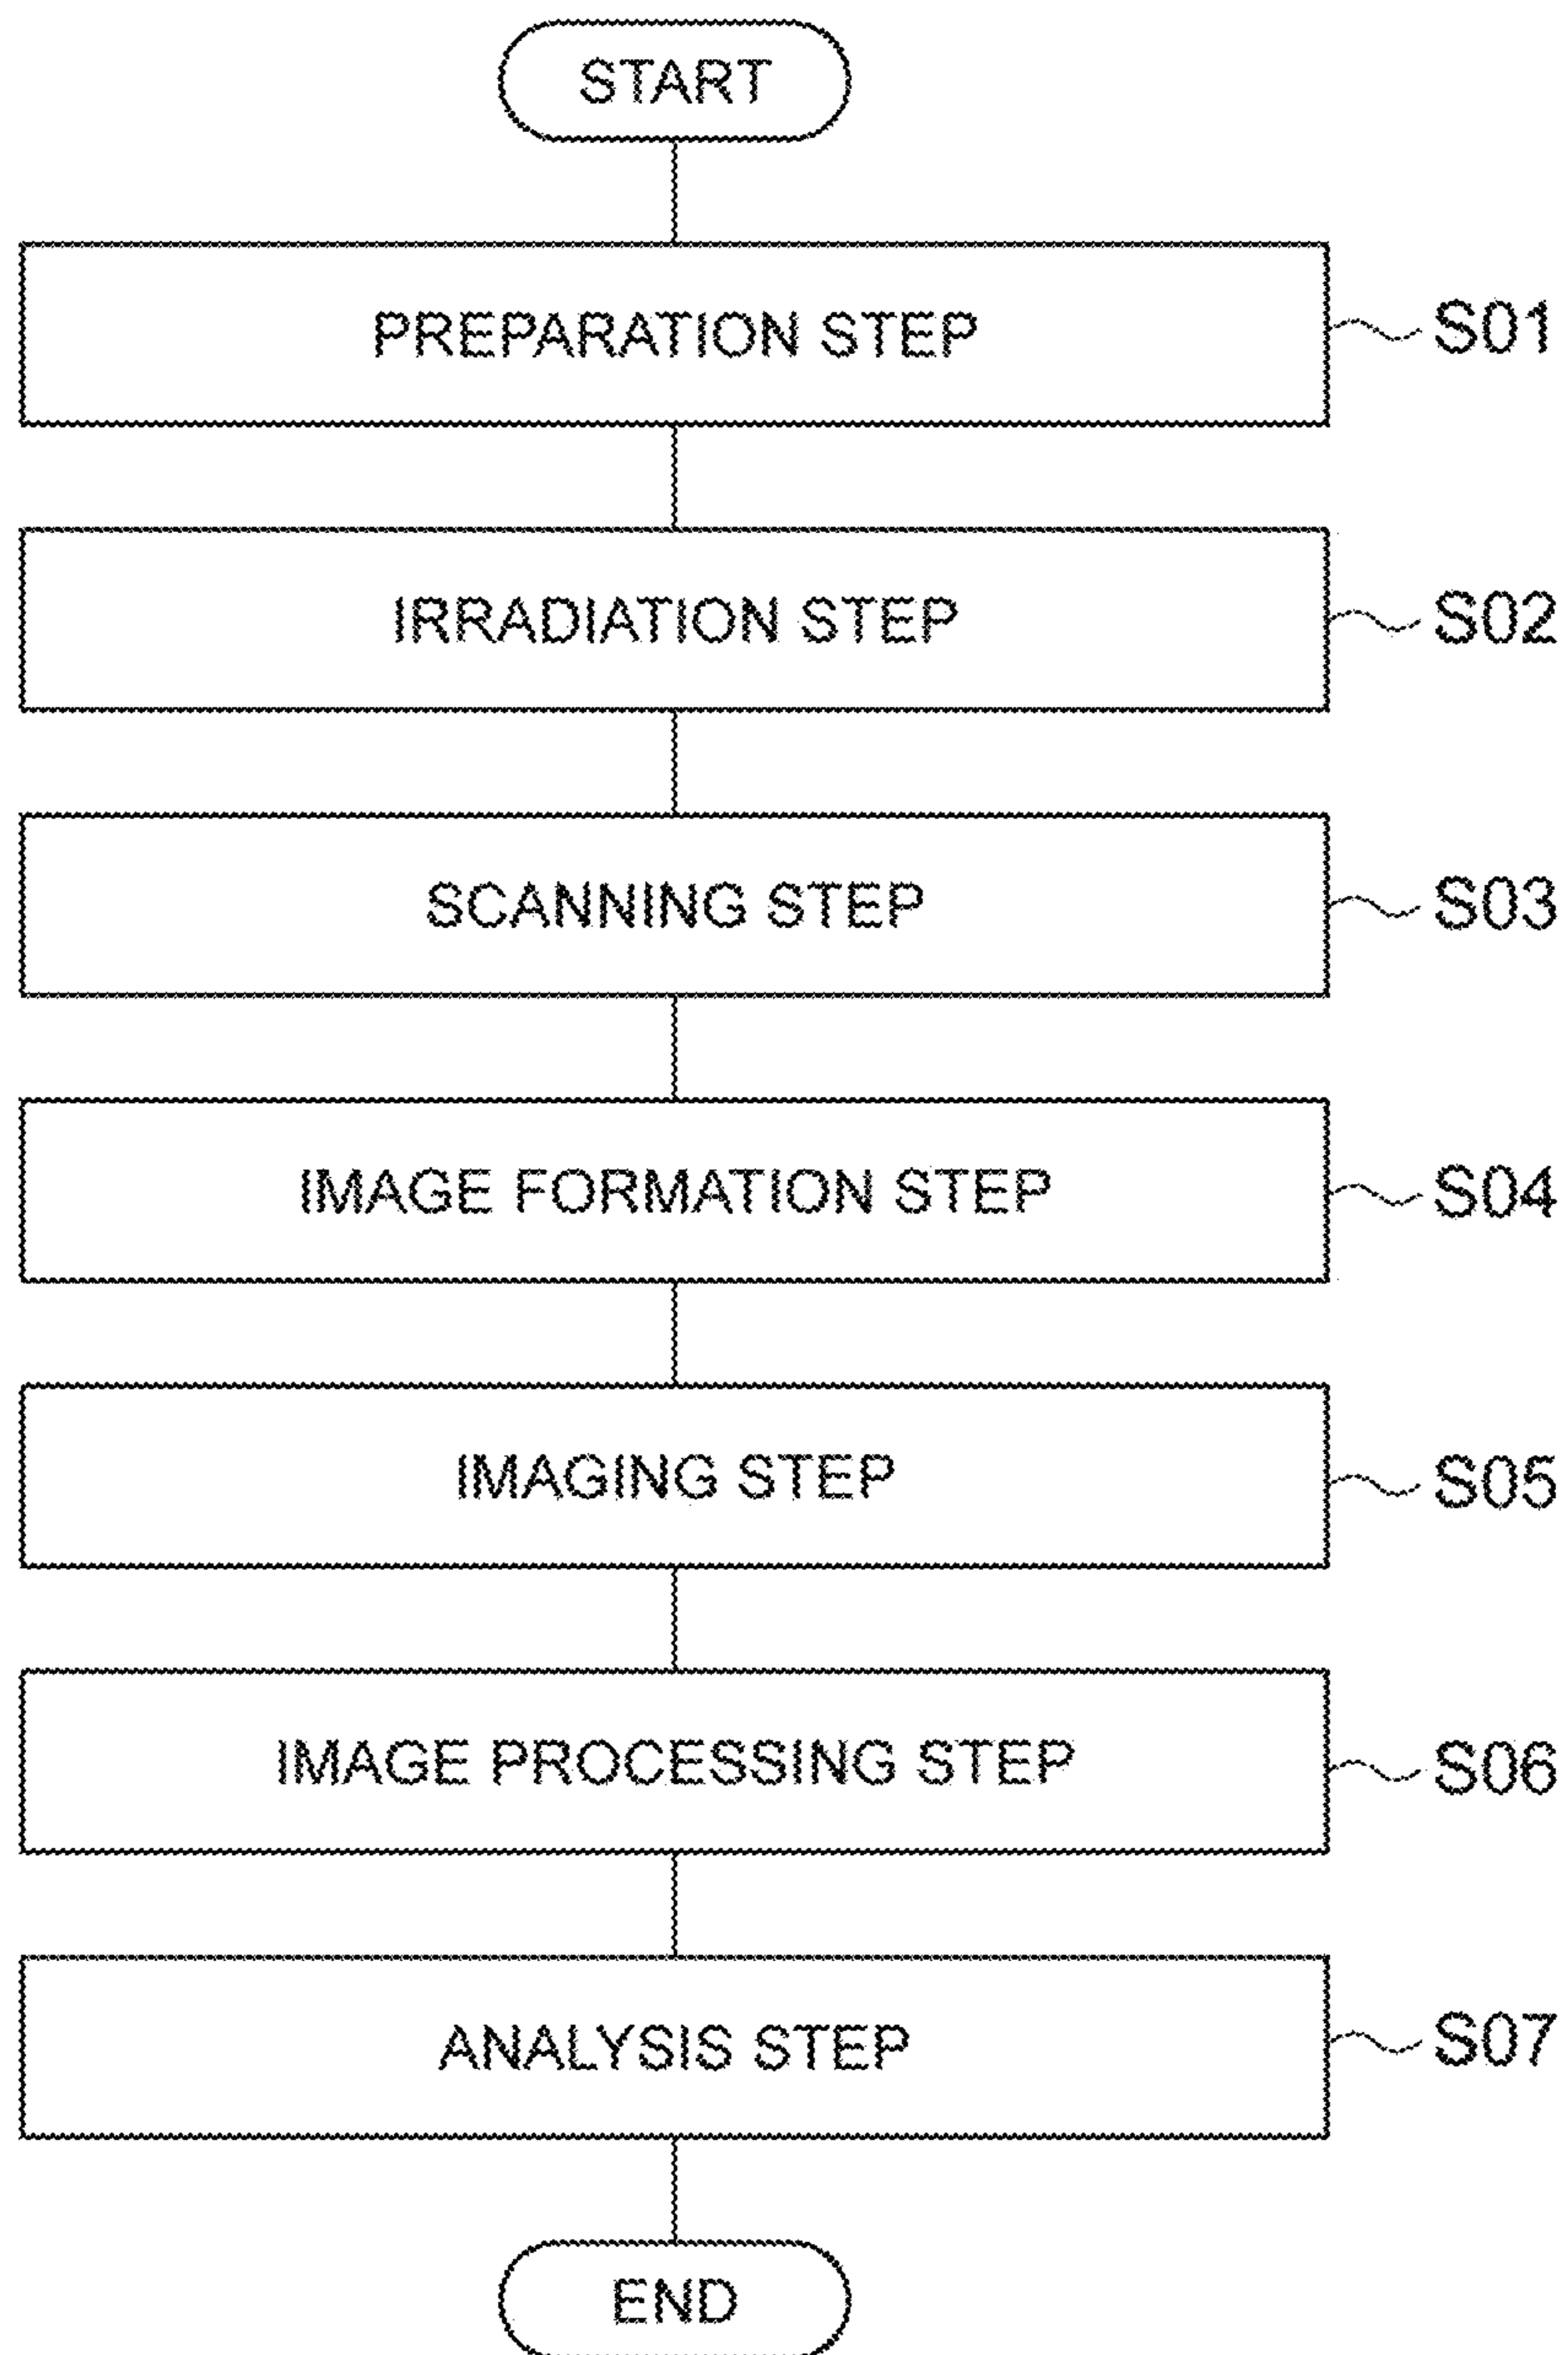 START
PREPARATION STEP
S01
IRRADIATION STEP
S02
SCANNING STEP
S03
IMAGE FORMATION STEP
S04
IMAGING STEP
S05
IMAGE PROCESSING STEP
S06
ANALYSIS STEP
S07
END